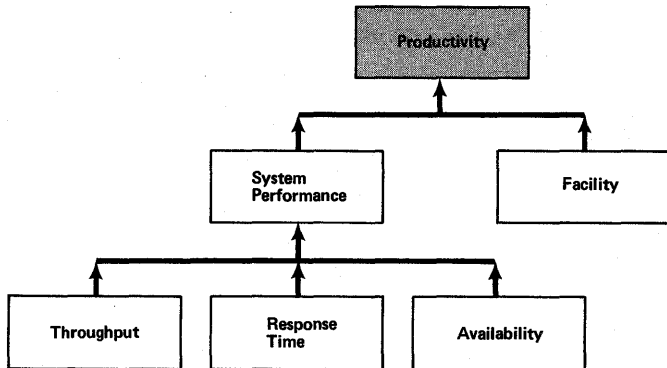 Productivity
System
Performance
Facility
Throughput
Response
Time
Availability